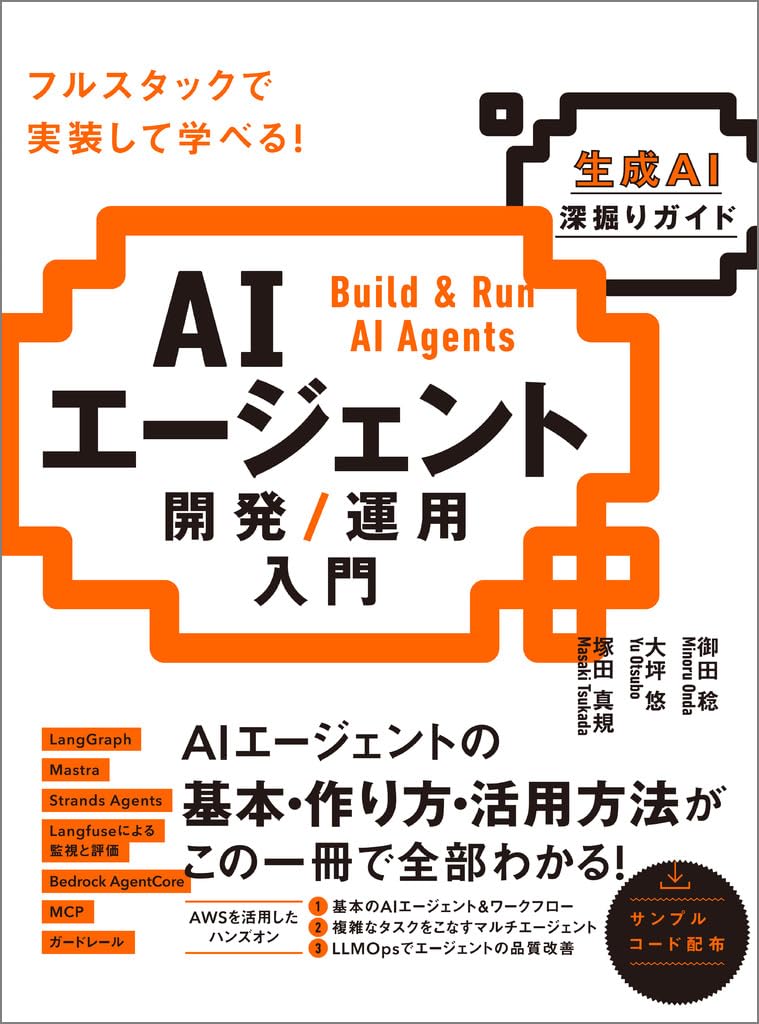 フルスタックで
実装して学べる!
生成AI
深掘りガイド
Build & Run
AI Agents
AI
エージェント
開発/運用
入門
御田 稔
Minoru Onda
大坪 悠
Yu Otsubo
塚田 真規
Masaki Tsukada
AIエージェントの
基本・作り方・活用方法が
この一冊で全部わかる!
LangGraph
Mastra
Strands Agents
Langfuseによる
監視と評価
Bedrock AgentCore
MCP
ガードレール
AWSを活用した
ハンズオン
1 基本のAIエージェント&ワークフロー
2 複雑なタスクをこなすマルチエージェント
3 LLMOpsでエージェントの品質改善
サンプル
コード配布